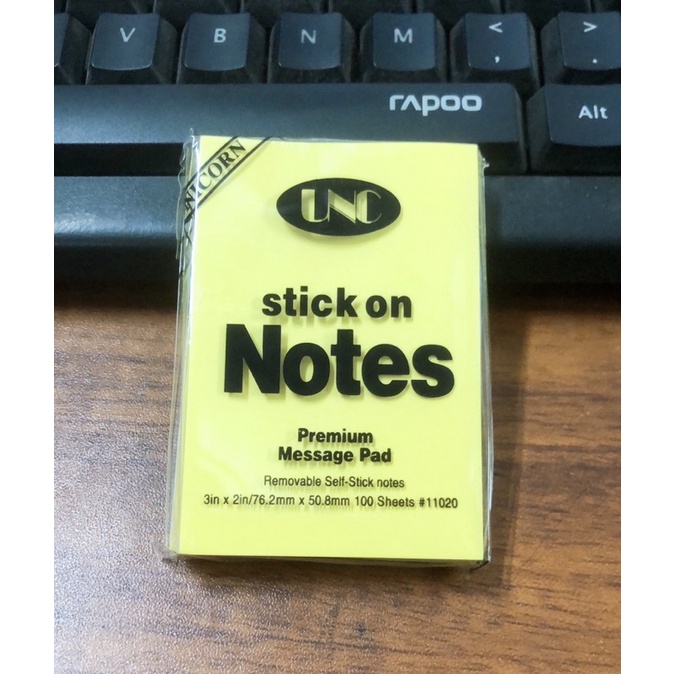 V B N M < ,
> .
rapoo
Alt
UNICORN
UNC
stick on
Notes
Premium
Message Pad
Removable Self-Stick notes
3in x 2in/76.2mm x 50.8mm 100 Sheets #11020